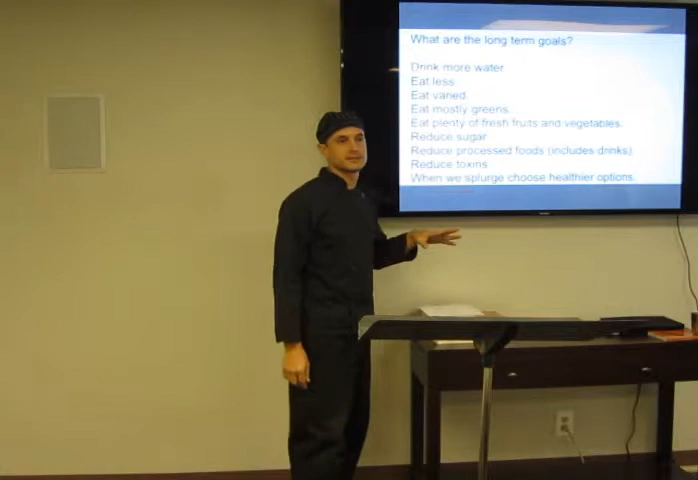 What are the long term goals?
Drink more water
Eat less
Eat varied.
Eat mostly greens.
Eat plenty of fresh fruits and vegetables.
Reduce sugar
Reduce processed foods (includes drinks)
Reduce toxins
When we splurge choose healthier options.